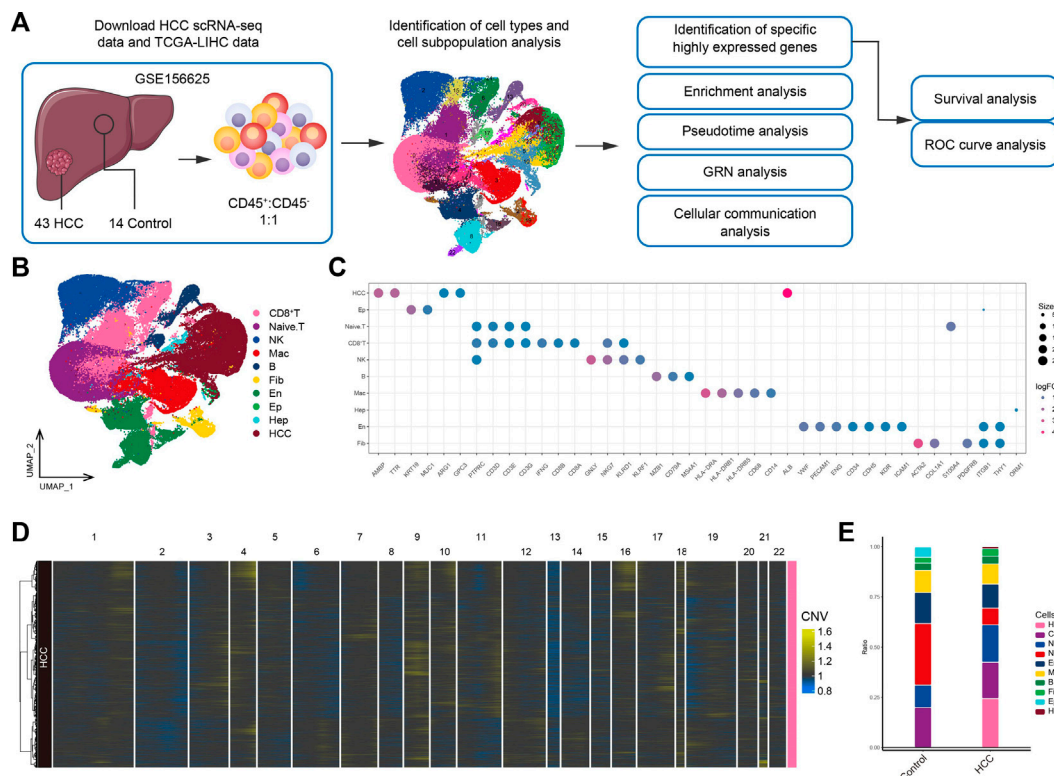 A
Download HCC scRNA-seq
data and TCGA-LIHC data
GSE156625
43 HCC
14 Control
CD45⁺:CD45⁻
1:1
Identification of cell types and
cell subpopulation analysis
Identification of specific
highly expressed genes
Enrichment analysis
Pseudotime analysis
GRN analysis
Cellular communication
analysis
Survival analysis
ROC curve analysis
B
UMAP_2
UMAP_1
CD8⁺T
Naive.T
NK
Mac
B
Fib
En
Ep
Hep
HCC
C
HCC
Ep
Naive.T
CD8⁺T
NK
B
Mac
Hep
En
Fib
AMBP
TTR
KRT19
MUC1
ARG1
GPC3
PTPRC
CD3D
CD3E
CD3G
IFNG
CD8B
CD8A
GNLY
NKG7
KLRD1
KLRF1
MZB1
CD79A
MS4A1
HLA-DRA
HLA-DRB1
HLA-DRB5
CD68
CD14
ALB
VWF
PECAM1
ENG
CD34
CDH5
KDR
ICAM1
ACTA2
COL1A1
S100A4
PDGFRB
ITGB1
THY1
ORM1
Size
logFC
D
1 2 3 4 5 6 7 8 9 10 11 12 13 14 15 16 17 18 19 20 21 22
HCC
CNV
1.6
1.4
1.2
1
0.8
E
Ratio
1.00
0.75
0.50
0.25
0.00
Control
HCC
Cells